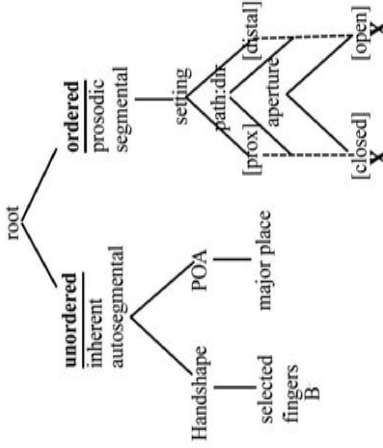 root
unordered
inherent
autosegmental
ordered
prosodic
segmental
Handshape
POA
selected
fingers
B
major place
setting
[prox]
path:dir
[distal]
aperture
[closed]
[open]
X
X